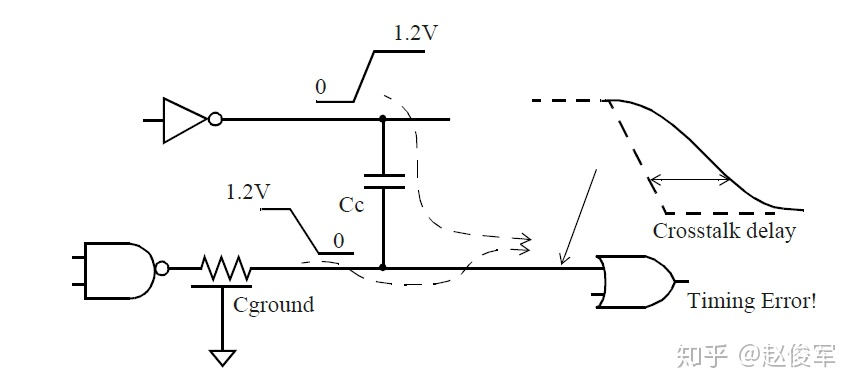 1.2V
0
1.2V
Cc
0
Crosstalk delay
Cground
Timing Error!
知乎 @赵俊军